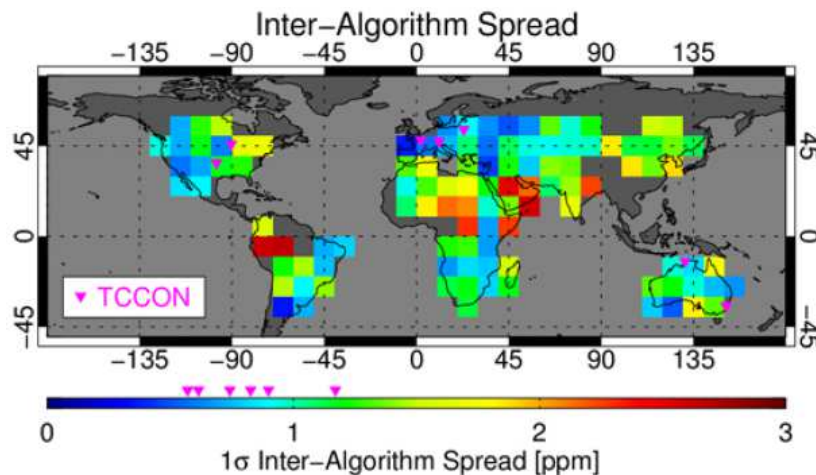 Inter−Algorithm Spread
−135 −90 −45 0 45 90 135
45 45
0 0
TCCON
−45 −45
−135 −90 −45 0 45 90 135
0 1 2 3
1σ Inter−Algorithm Spread [ppm]